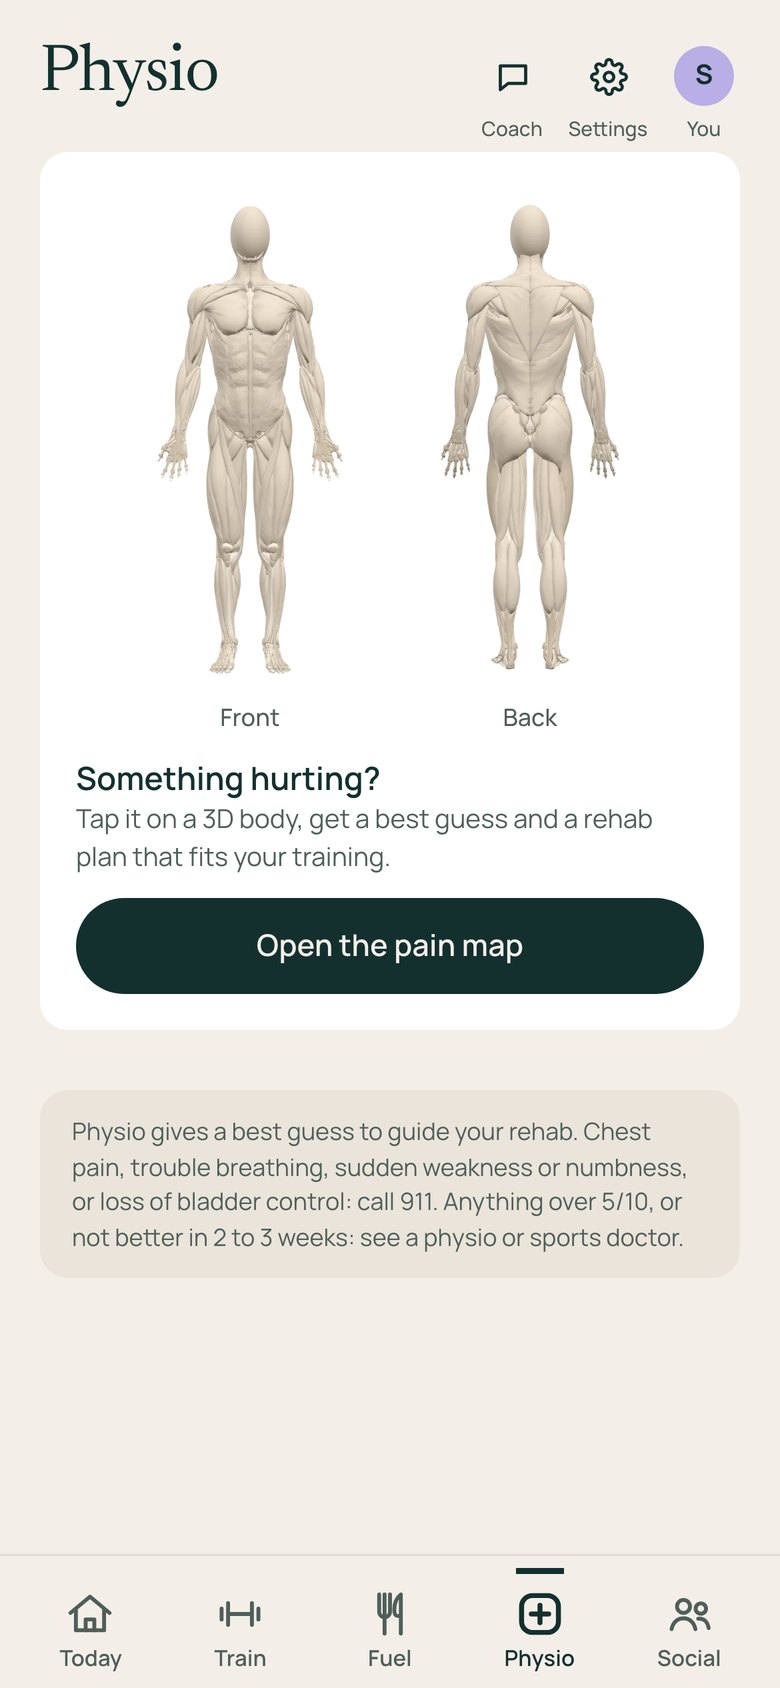 Physio
S
Coach
Settings
You
Front
Back
Something hurting?
Tap it on a 3D body, get a best guess and a rehab
plan that fits your training.
Open the pain map
Physio gives a best guess to guide your rehab. Chest
pain, trouble breathing, sudden weakness or numbness,
or loss of bladder control: call 911. Anything over 5/10, or
not better in 2 to 3 weeks: see a physio or sports doctor.
Today
Train
Fuel
Physio
Social